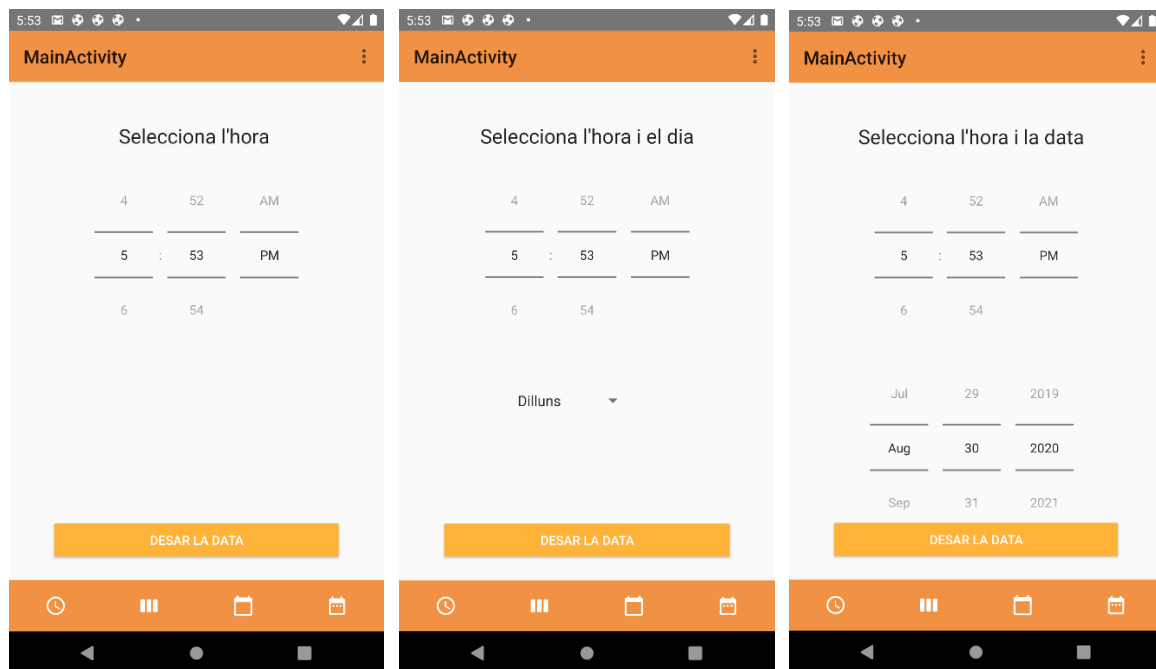 5:53
MainActivity
Selecciona l'hora
4 52 AM
5 : 53 PM
6 54
DESAR LA DATA
5:53
MainActivity
Selecciona l'hora i el dia
4 52 AM
5 : 53 PM
6 54
Dilluns
DESAR LA DATA
5:53
MainActivity
Selecciona l'hora i la data
4 52 AM
5 : 53 PM
6 54
Jul 29 2019
Aug 30 2020
Sep 31 2021
DESAR LA DATA